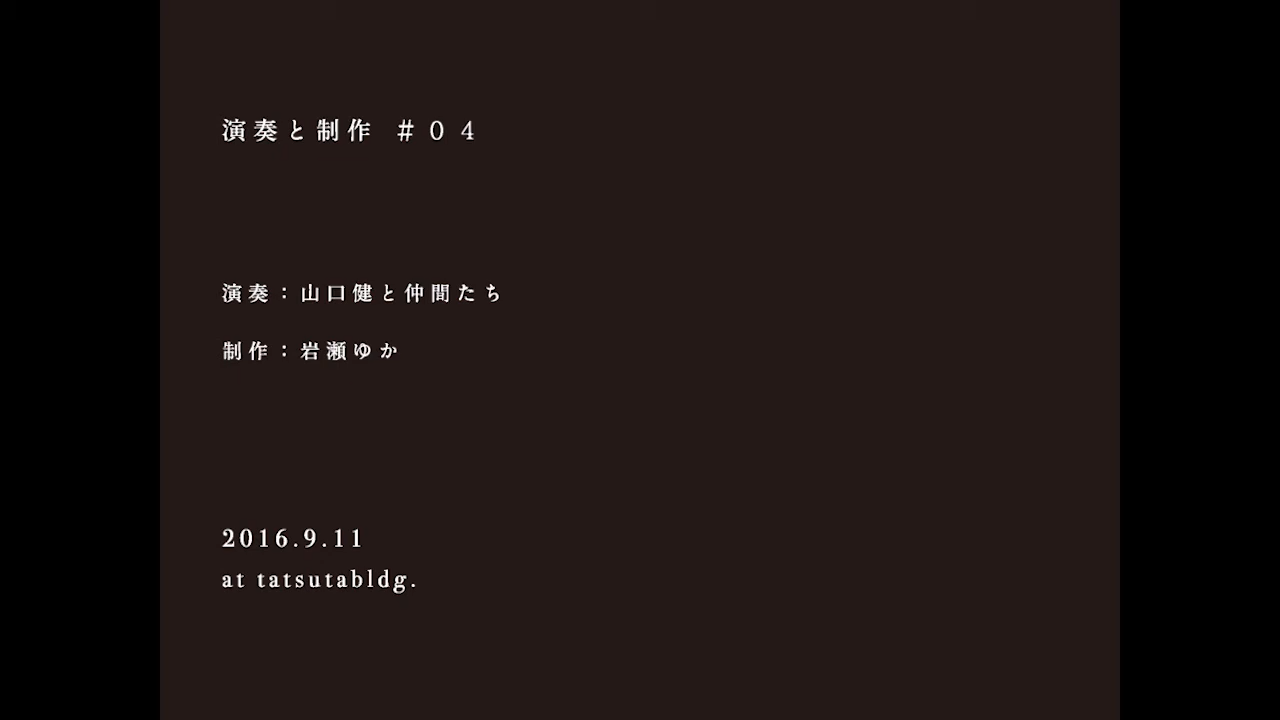 演奏と制作 #04
演奏：山口健と仲間たち
制作：岩瀬ゆか
2016.9.11
at tatsutabldg.